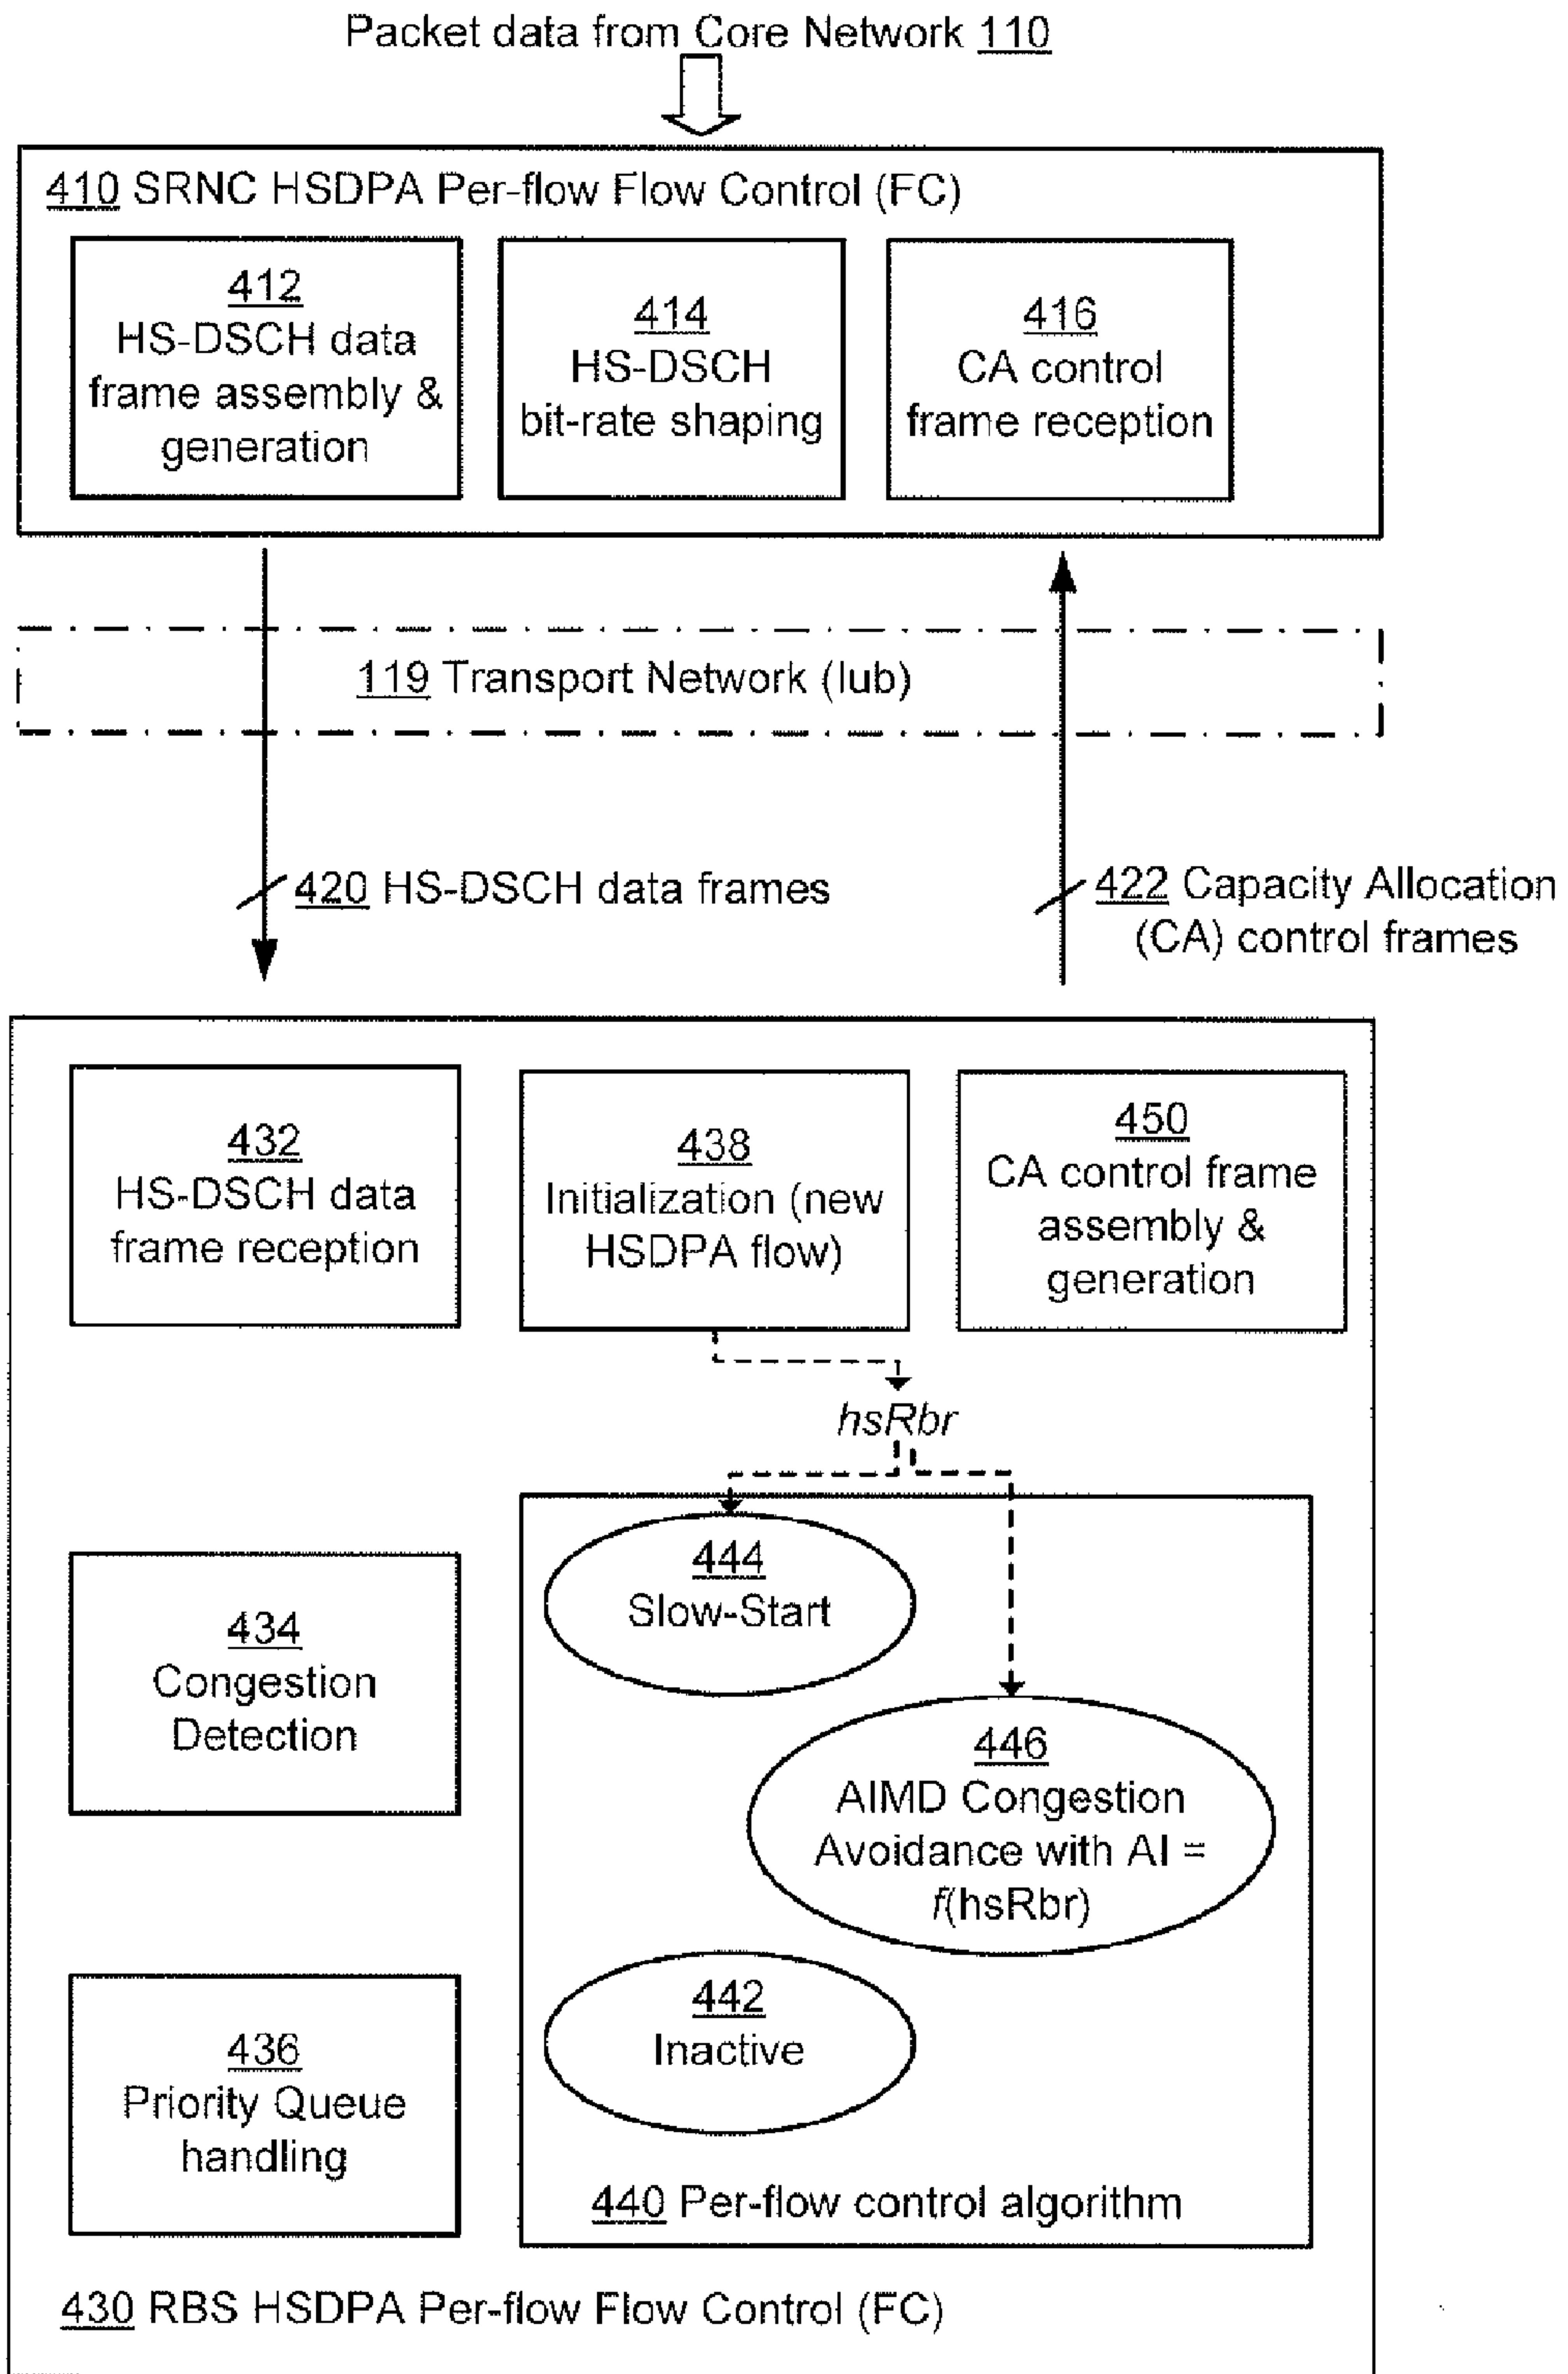 Packet data from Core Network 110
410 SRNC HSDPA Per-flow Flow Control (FC)
412
HS-DSCH data
frame assembly &
generation
414
HS-DSCH
bit-rate shaping
416
CA control
frame reception
119 Transport Network (Iub)
420 HS-DSCH data frames
422 Capacity Allocation
(CA) control frames
432
HS-DSCH data
frame reception
438
Initialization (new
HSDPA flow)
450
CA control frame
assembly &
generation
hsRbr
444
Slow-Start
434
Congestion
Detection
446
AIMD Congestion
Avoidance with AI =
f(hsRbr)
442
Inactive
436
Priority Queue
handling
440 Per-flow control algorithm
430 RBS HSDPA Per-flow Flow Control (FC)